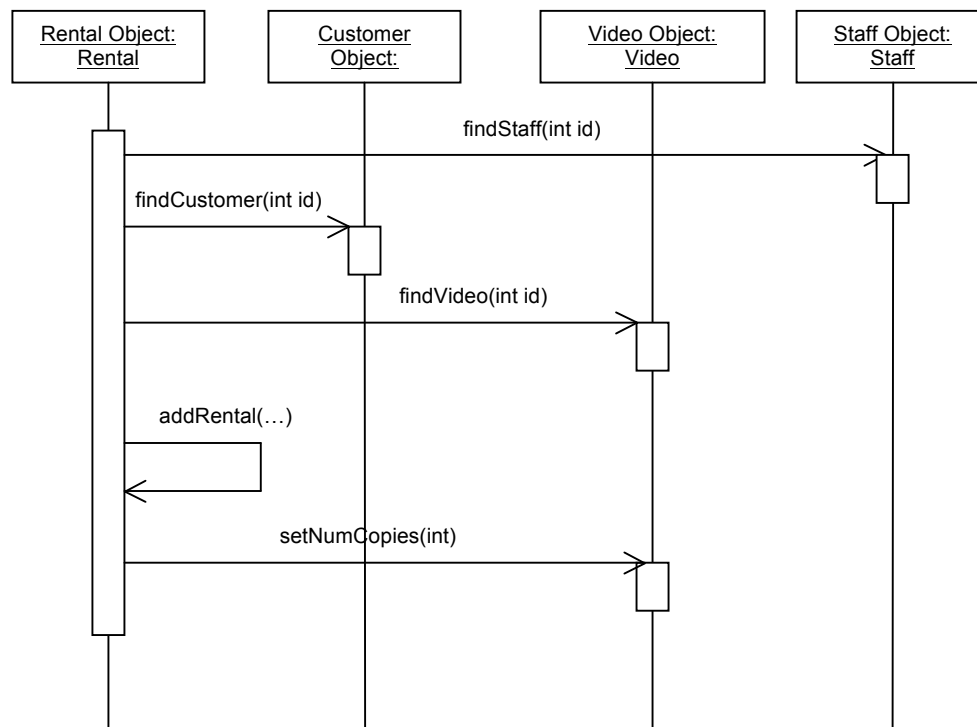 Rental Object:
Rental
Customer
Object:
Video Object:
Video
Staff Object:
Staff
findStaff(int id)
findCustomer(int id)
findVideo(int id)
addRental(…)
setNumCopies(int)